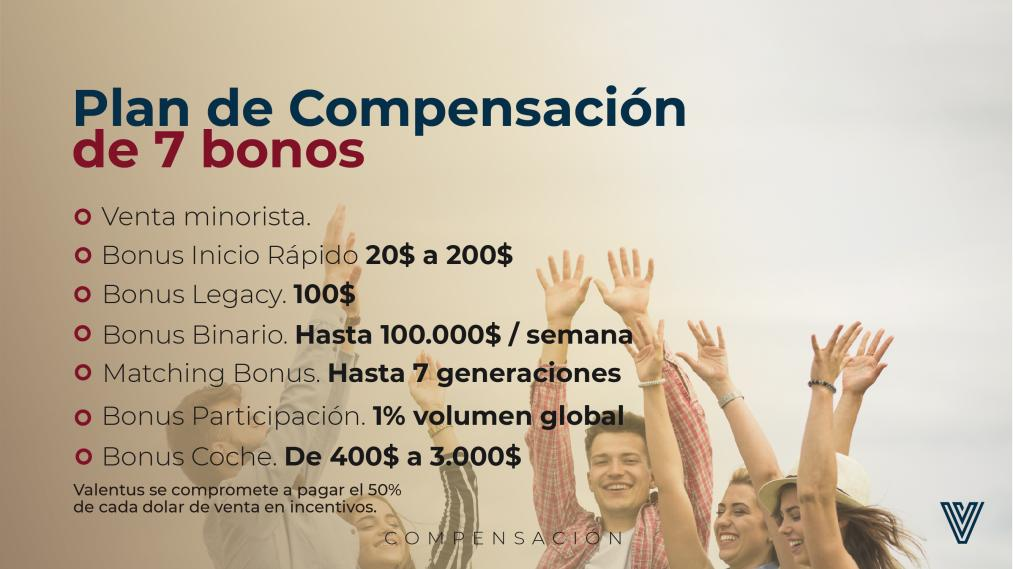 Plan de Compensación
de 7 bonos
Venta minorista.
Bonus Inicio Rápido 20$ a 200$
Bonus Legacy. 100$
Bonus Binario. Hasta 100.000$ / semana
Matching Bonus. Hasta 7 generaciones
Bonus Participación. 1% volumen global
Bonus Coche. De 400$ a 3.000$
Valentus se compromete a pagar el 50%
de cada dolar de venta en incentivos.
COMPENSACIÓN